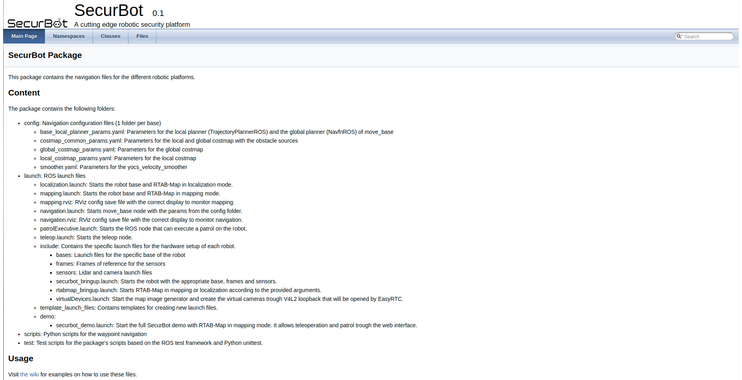 SecurBot
SecurBot 0.1
A cutting edge robotic security platform
Main Page Namespaces Classes Files
Search
SecurBot Package
This package contains the navigation files for the different robotic platforms.
Content
The package contains the following folders:
config: Navigation configuration files (1 folder per base)
base_local_planner_params.yaml: Parameters for the local planner (TrajectoryPlannerROS) and the global planner (NavfnROS) of move_base
costmap_common_params.yaml: Parameters for the local and global costmap with the obstacle sources
global_costmap_params.yaml: Parameters for the global costmap
local_costmap_params.yaml: Parameters for the local costmap
smoother.yaml: Parameters for the yocs_velocity_smoother
launch: ROS launch files
localization.launch: Starts the robot base and RTAB-Map in localization mode.
mapping.launch: Starts the robot base and RTAB-Map in mapping mode.
mapping.rviz: RViz config save file with the correct display to monitor mapping.
navigation.launch: Starts move_base node with the params from the config folder.
navigation.rviz: RViz config save file with the correct display to monitor navigation.
patrolExecutive.launch: Starts the ROS node that can execute a patrol on the robot.
teleop.launch: Starts the teleop node.
include: Contains the specific launch files for the hardware setup of each robot.
bases: Launch files for the specific base of the robot
frames: Frames of reference for the sensors
sensors: Lidar and camera launch files
securbot_bringup.launch: Starts the robot with the appropriate base, frames and sensors.
rtabmap_bringup.launch: Starts RTAB-Map in mapping or localization according to the provided arguments.
virtualDevices.launch: Start the map image generator and create the virtual cameras trough V4L2 loopback that will be opened by EasyRTC.
template_launch_files: Contains templates for creating new launch files.
demo:
securbot_demo.launch: Start the full SecurBot demo with RTAB-Map in mapping mode. It allows teleoperation and patrol trough the web interface.
scripts: Python scripts for the waypoint navigation
test: Test scripts for the package's scripts based on the ROS test framework and Python unittest.
Usage
Visit the wiki for examples on how to use these files.